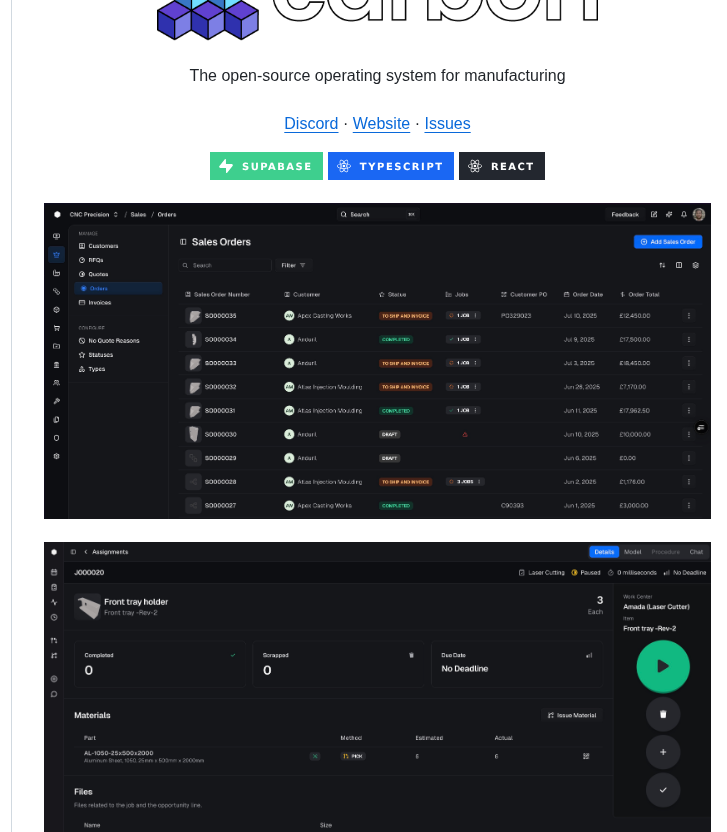 carbon
The open-source operating system for manufacturing
Discord · Website · Issues
SUPABASE TYPESCRIPT REACT
CNC Precision / Sales / Orders Search ⌘K Feedback
MANAGE
Customers
RFQs
Quotes
Orders
Invoices
CONFIGURE
No Quote Reasons
Statuses
Types
Sales Orders Add Sales Order
Search Filter
Sales Order Number Customer Status Jobs Customer PO Order Date Order Total
SO000035 AW Apex Casting Works TO SHIP AND INVOICE 1 JOB PO329023 Jul 10, 2025 £12,450.00
SO000034 A Anduril COMPLETED 1 JOB Jul 9, 2025 £17,500.00
SO000033 A Anduril TO SHIP AND INVOICE 1 JOB Jul 3, 2025 £18,450.00
SO000032 AM Atlas Injection Moulding TO SHIP AND INVOICE 1 JOB Jun 26, 2025 £7,170.00
SO000031 AM Atlas Injection Moulding COMPLETED 1 JOB Jun 11, 2025 £17,962.50
SO000030 A Anduril DRAFT Jun 10, 2025 £10,000.00
SO000029 A Anduril DRAFT Jun 6, 2025 £0.00
SO000028 AM Atlas Injection Moulding TO SHIP AND INVOICE 3 JOBS Jun 2, 2025 £1,176.00
SO000027 AW Apex Casting Works COMPLETED C90393 Jun 1, 2025 £3,000.00
Assignments Details Model Procedure Chat
J000020 Laser Cutting Paused 0 milliseconds No Deadline
Front tray holder 3
Front tray -Rev-2 Each
Completed Scrapped Due Date
0 0 No Deadline
Work Center
Amada (Laser Cutter)
Item
Front tray -Rev-2
Materials Issue Material
Part Method Estimated Actual
AL-1050-25x500x2000 PICK 6 6
Aluminum Sheet, 1050, 25mm x 500mm x 2000mm
Files
Files related to the job and the opportunity line.
Name Size